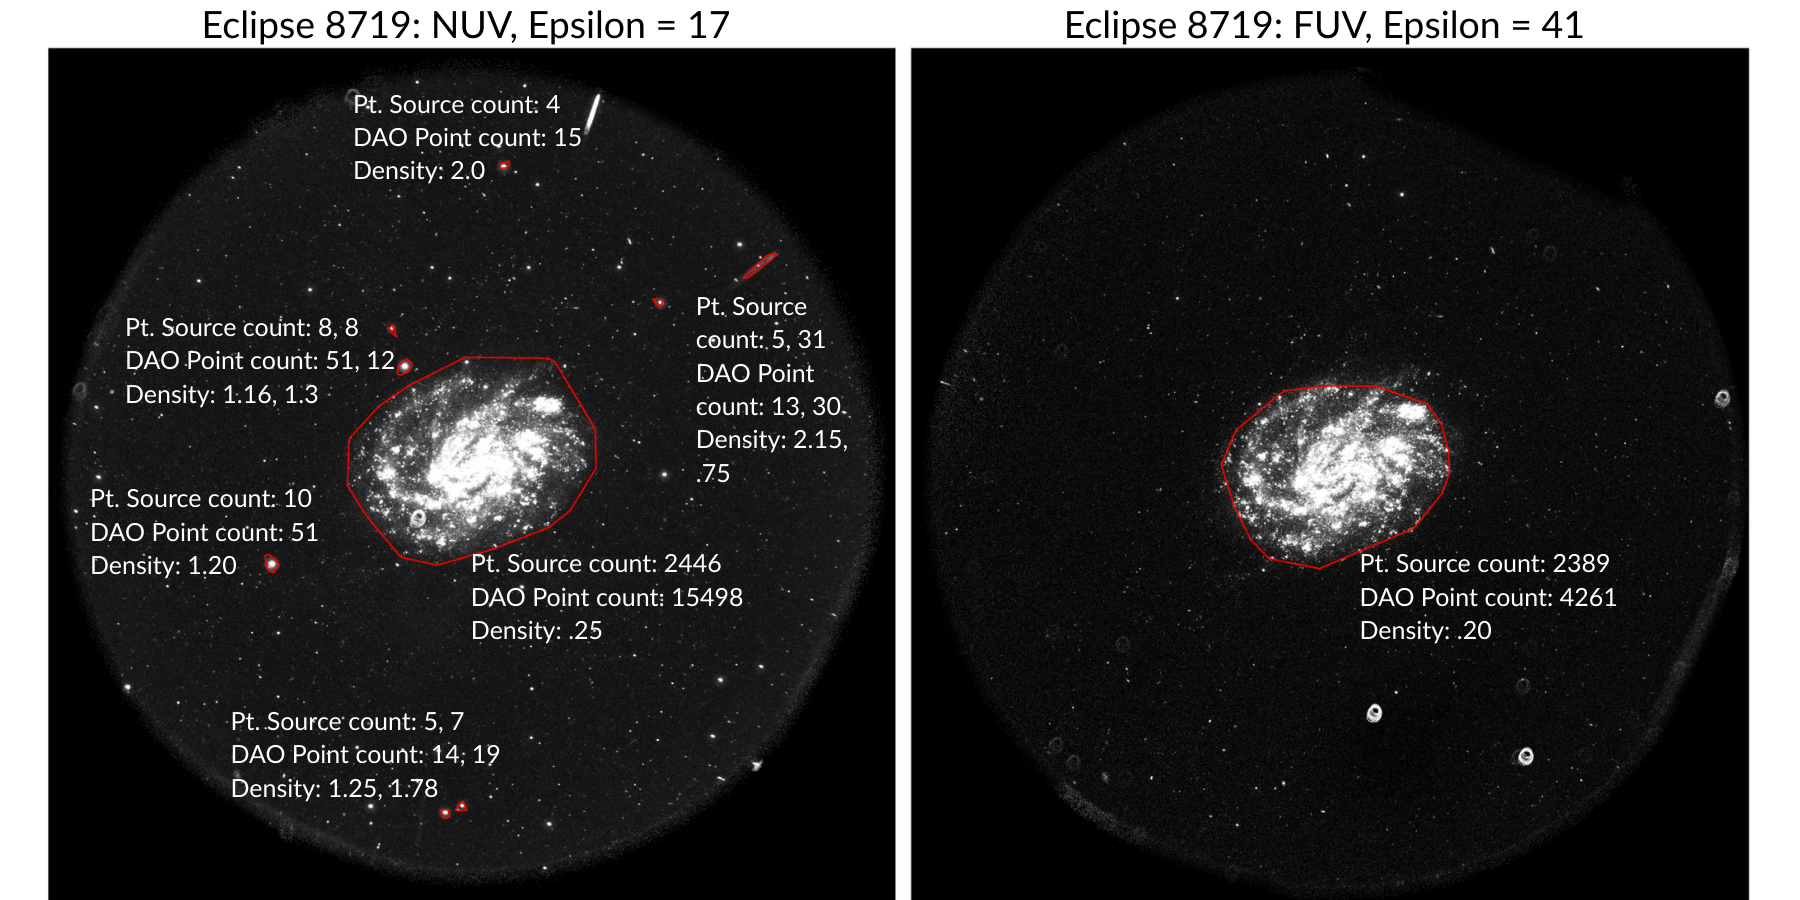 Eclipse 8719: NUV, Epsilon = 17
Pt. Source count: 4
DAO Point count: 15
Density: 2.0
Pt. Source
count: 5, 31
DAO Point
count: 13, 30
Density: 2.15,
.75
Pt. Source count: 8, 8
DAO Point count: 51, 12
Density: 1.16, 1.3
Pt. Source count: 10
DAO Point count: 51
Density: 1.20
Pt. Source count: 2446
DAO Point count: 15498
Density: .25
Pt. Source count: 5, 7
DAO Point count: 14, 19
Density: 1.25, 1.78
Eclipse 8719: FUV, Epsilon = 41
Pt. Source count: 2389
DAO Point count: 4261
Density: .20